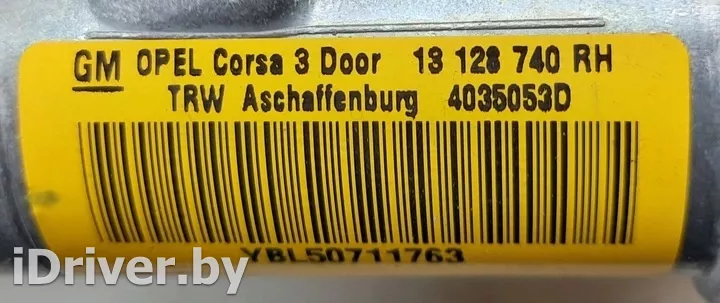 GM OPEL Corsa 3 Door 13 128 740 RH
TRW Aschaffenburg 4035053D
YBL50711763
iDriver.by